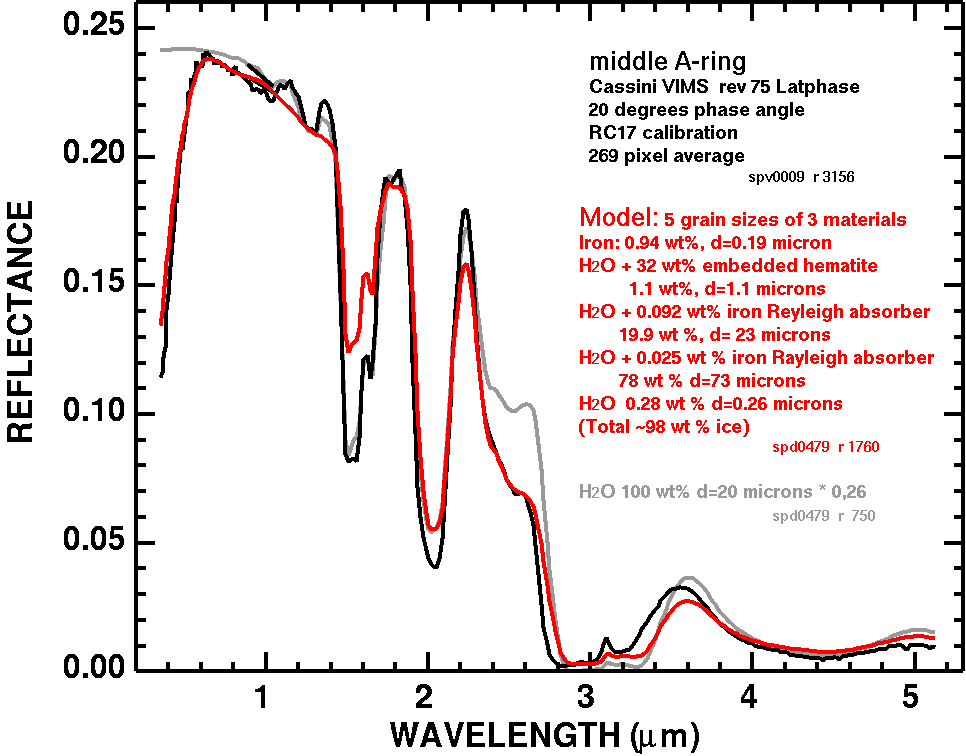 0.25
0.20
0.15
0.10
0.05
0.00
REFLECTANCE
middle A-ring
Cassini VIMS rev 75 Latphase
20 degrees phase angle
RC17 calibration
269 pixel average
spv0009 r 3156
Model: 5 grain sizes of 3 materials
Iron: 0.94 wt%, d=0.19 micron
H2O + 32 wt% embedded hematite
1.1 wt%, d=1.1 microns
H2O + 0.092 wt% iron Reyleigh absorber
19.9 wt %, d= 23 microns
H2O + 0.025 wt % iron Rayleigh absorber
78 wt % d=73 microns
H2O 0.28 wt % d=0.26 microns
(Total ~98 wt % ice)
spd0479 r 1760
H2O 100 wt% d=20 microns * 0,26
spd0479 r 750
1 2 3 4 5
WAVELENGTH (μm)